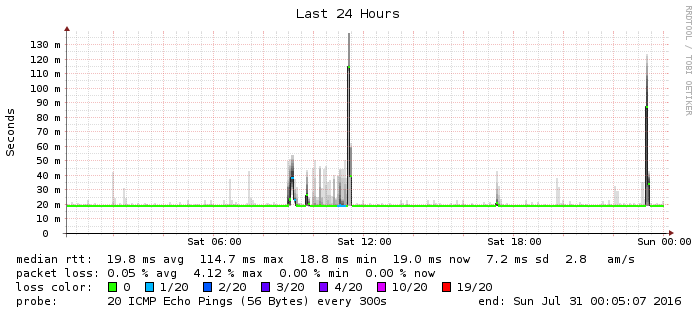 Last 24 Hours
RRDTOOL / TOBI OETIKER
Seconds
130 m
120 m
110 m
100 m
90 m
80 m
70 m
60 m
50 m
40 m
30 m
20 m
10 m
0
Sat 06:00 Sat 12:00 Sat 18:00 Sun 00:00
median rtt: 19.8 ms avg 114.7 ms max 18.8 ms min 19.0 ms now 7.2 ms sd 2.8 am/s
packet loss: 0.05 % avg 4.12 % max 0.00 % min 0.00 % now
loss color: 0 1/20 2/20 3/20 4/20 10/20 19/20
probe: 20 ICMP Echo Pings (56 Bytes) every 300s end: Sun Jul 31 00:05:07 2016